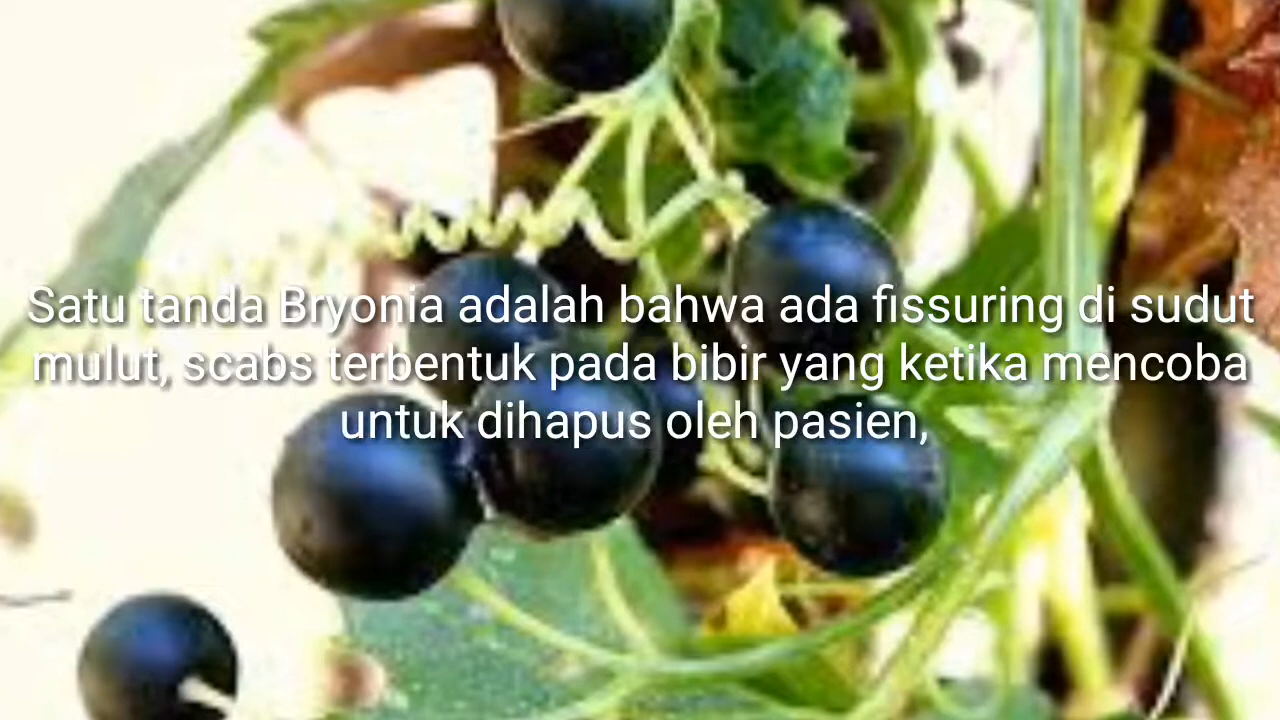 Satu tanda Bryonia adalah bahwa ada fissuring di sudut
mulut, scabs terbentuk pada bibir yang ketika mencoba
untuk dihapus oleh pasien,